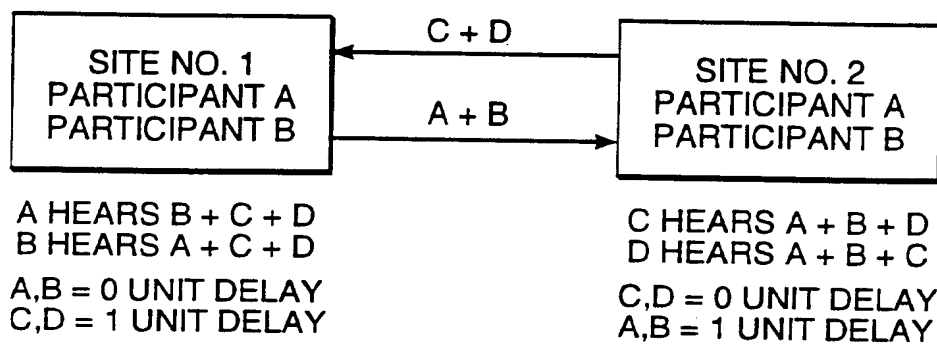 C + D
SITE NO. 1
PARTICIPANT A
PARTICIPANT B
A + B
SITE NO. 2
PARTICIPANT A
PARTICIPANT B
A HEARS B + C + D
B HEARS A + C + D
A,B = 0 UNIT DELAY
C,D = 1 UNIT DELAY
C HEARS A + B + D
D HEARS A + B + C
C,D = 0 UNIT DELAY
A,B = 1 UNIT DELAY